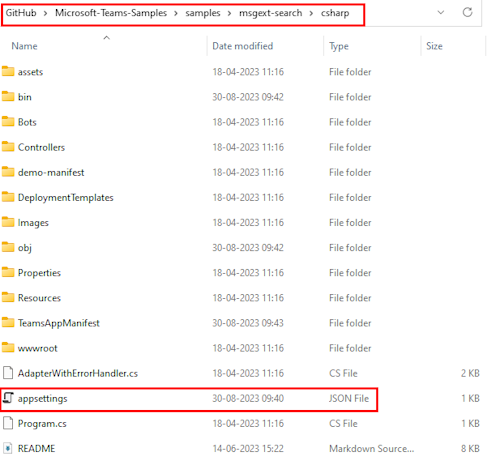 GitHub > Microsoft-Teams-Samples > samples > msgext-search > csharp
Name Date modified Type Size
assets 18-04-2023 11:16 File folder
bin 30-08-2023 09:42 File folder
Bots 18-04-2023 11:16 File folder
Controllers 18-04-2023 11:16 File folder
demo-manifest 18-04-2023 11:16 File folder
DeploymentTemplates 18-04-2023 11:16 File folder
Images 18-04-2023 11:16 File folder
obj 30-08-2023 09:42 File folder
Properties 18-04-2023 11:16 File folder
Resources 18-04-2023 11:16 File folder
TeamsAppManifest 30-08-2023 09:43 File folder
wwwroot 18-04-2023 11:16 File folder
AdapterWithErrorHandler.cs 18-04-2023 11:16 CS File 2 KB
appsettings 30-08-2023 09:40 JSON File 1 KB
Program.cs 18-04-2023 11:16 CS File 1 KB
README 14-06-2023 15:22 Markdown Source... 8 KB